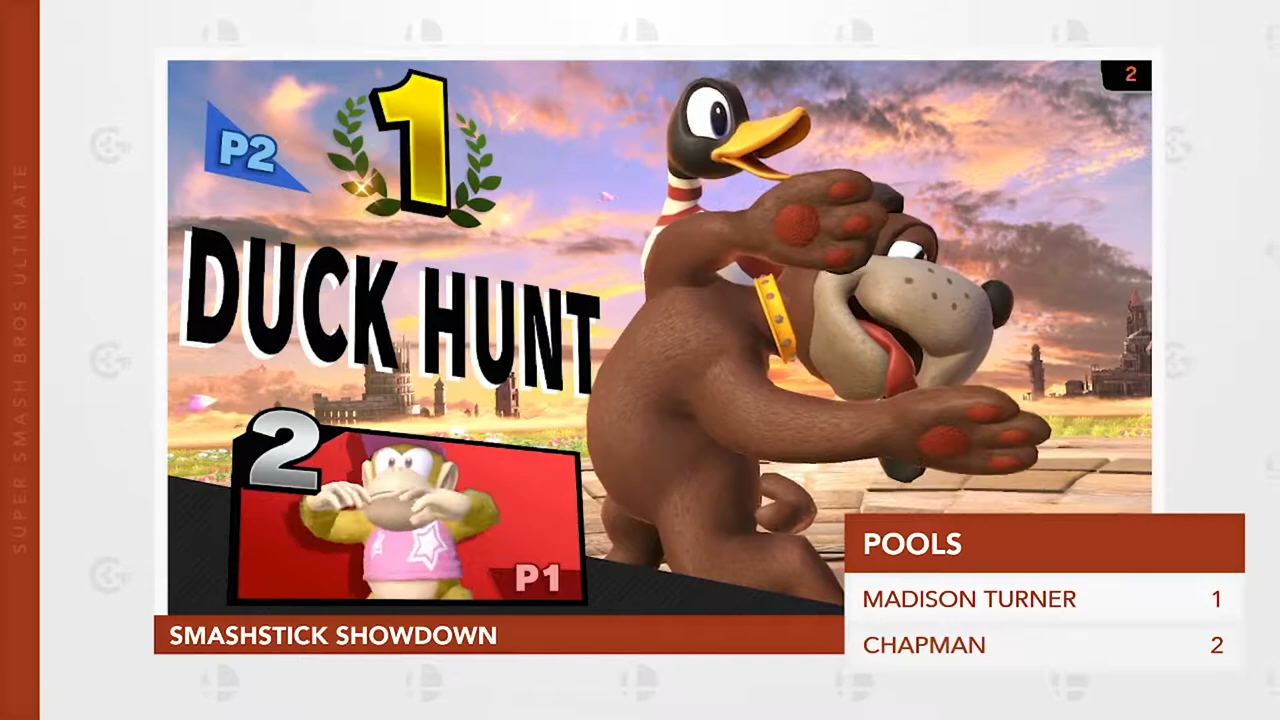 SUPER SMASH BROS ULTIMATE
2
P2
1
DUCK HUNT
2
P1
SMASHSTICK SHOWDOWN
POOLS
MADISON TURNER 1
CHAPMAN 2